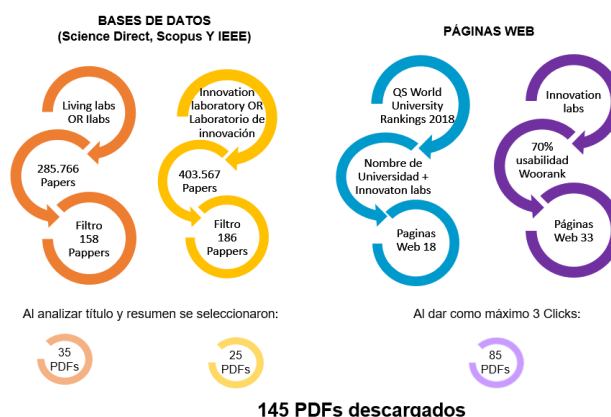 BASES DE DATOS
(Science Direct, Scopus Y IEEE)
PÁGINAS WEB
Living labs
OR Ilabs
285.766
Papers
Filtro
158
Pappers
Innovation
laboratory OR
Laboratorio de
innovación
403.567
Papers
Filtro
186
Pappers
QS World
University
Rankings 2018
Nombre de
Universidad +
Innovaton labs
Paginas
Web 18
Innovation
labs
70%
usabilidad
Woorank
Páginas
Web 33
Al analizar título y resumen se seleccionaron:
Al dar como máximo 3 Clicks:
35
PDFs
25
PDFs
85
PDFs
145 PDFs descargados